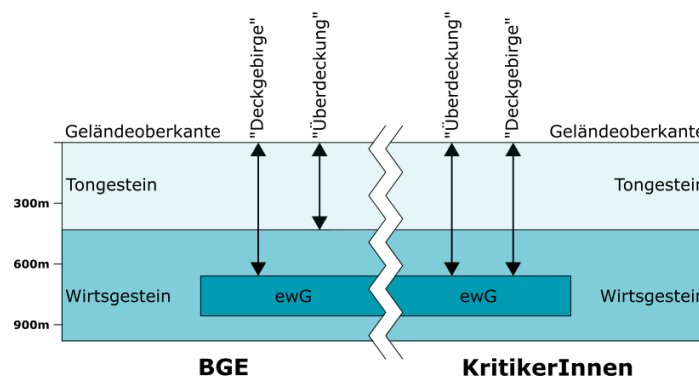 "Deckgebirge"
"Überdeckung"
"Überdeckung"
"Deckgebirge"
Geländeoberkante
Geländeoberkante
Tongestein
Tongestein
300m
600m
Wirtsgestein
ewG
ewG
Wirtsgestein
900m
BGE
KritikerInnen